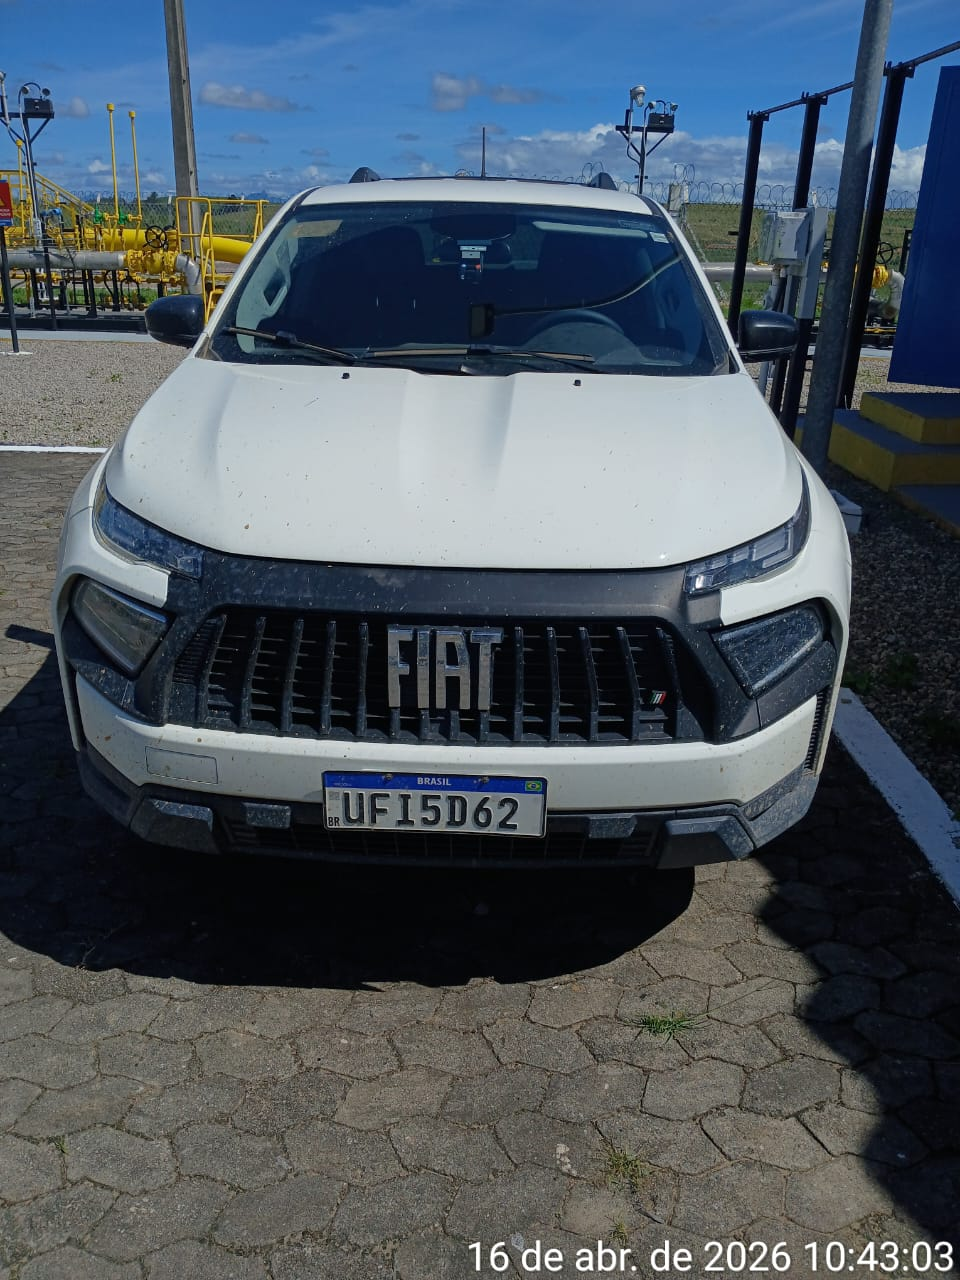 FIAT
BRASIL
BR
UFI5D62
16 de abr. de 2026 10:43:03